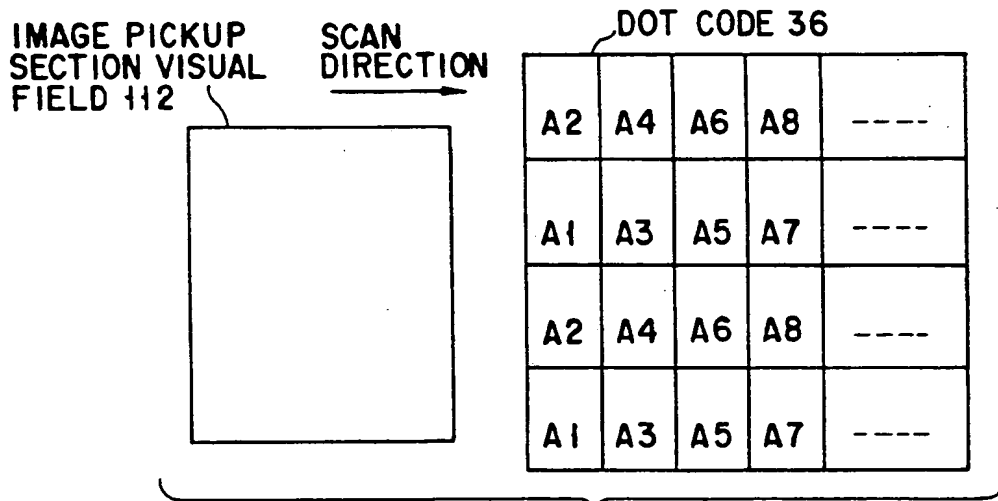 IMAGE PICKUP
SECTION VISUAL
FIELD 112
SCAN
DIRECTION
DOT CODE 36
A2 A4 A6 A8 ----
A1 A3 A5 A7 ----
A2 A4 A6 A8 ----
A1 A3 A5 A7 ----